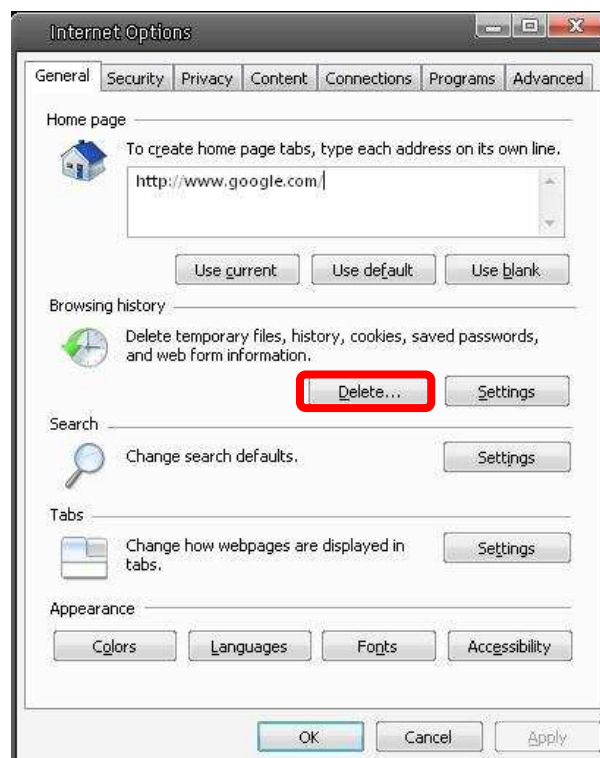 Internet Options
General Security Privacy Content Connections Programs Advanced
Home page
To create home page tabs, type each address on its own line.
http://www.google.com/
Use current Use default Use blank
Browsing history
Delete temporary files, history, cookies, saved passwords,
and web form information.
Delete... Settings
Search
Change search defaults. Settings
Tabs
Change how webpages are displayed in
tabs.
Settings
Appearance
Colors Languages Fonts Accessibility
OK Cancel Apply